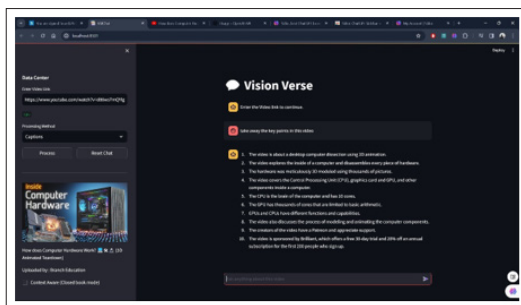 localhost:8501
Deploy
Data Center
Enter Video Link
Processing Method
Captions
Process
Reset Chat
Inside
Computer
Hardware
How does Computer Hardware Work?
Animated Teardown]
Uploaded by: Branch Education
Context Aware (Closed book mode)
Vision Verse
Enter the Video link to continue.
take away the key points in this video
1. The video is about a desktop computer dissection using 3D animation.
2. The video explores the inside of a computer and disassembles every piece of hardware.
3. The hardware was meticulously 3D modeled using thousands of pictures.
4. The video covers the Central Processing Unit (CPU), graphics card and GPU, and other
components inside a computer.
5. The CPU is the brain of the computer and has 10 cores.
6. The GPU has thousands of cores that are limited to basic arithmetic.
7. GPUs and CPUs have different functions and capabilities.
8. The video also discusses the process of modeling and animating the computer components.
9. The creators of the video have a Patreon and appreciate support.
10. The video is sponsored by Brilliant, which offers a free 30-day trial and 20% off an annual
subscription for the first 200 people who sign up.